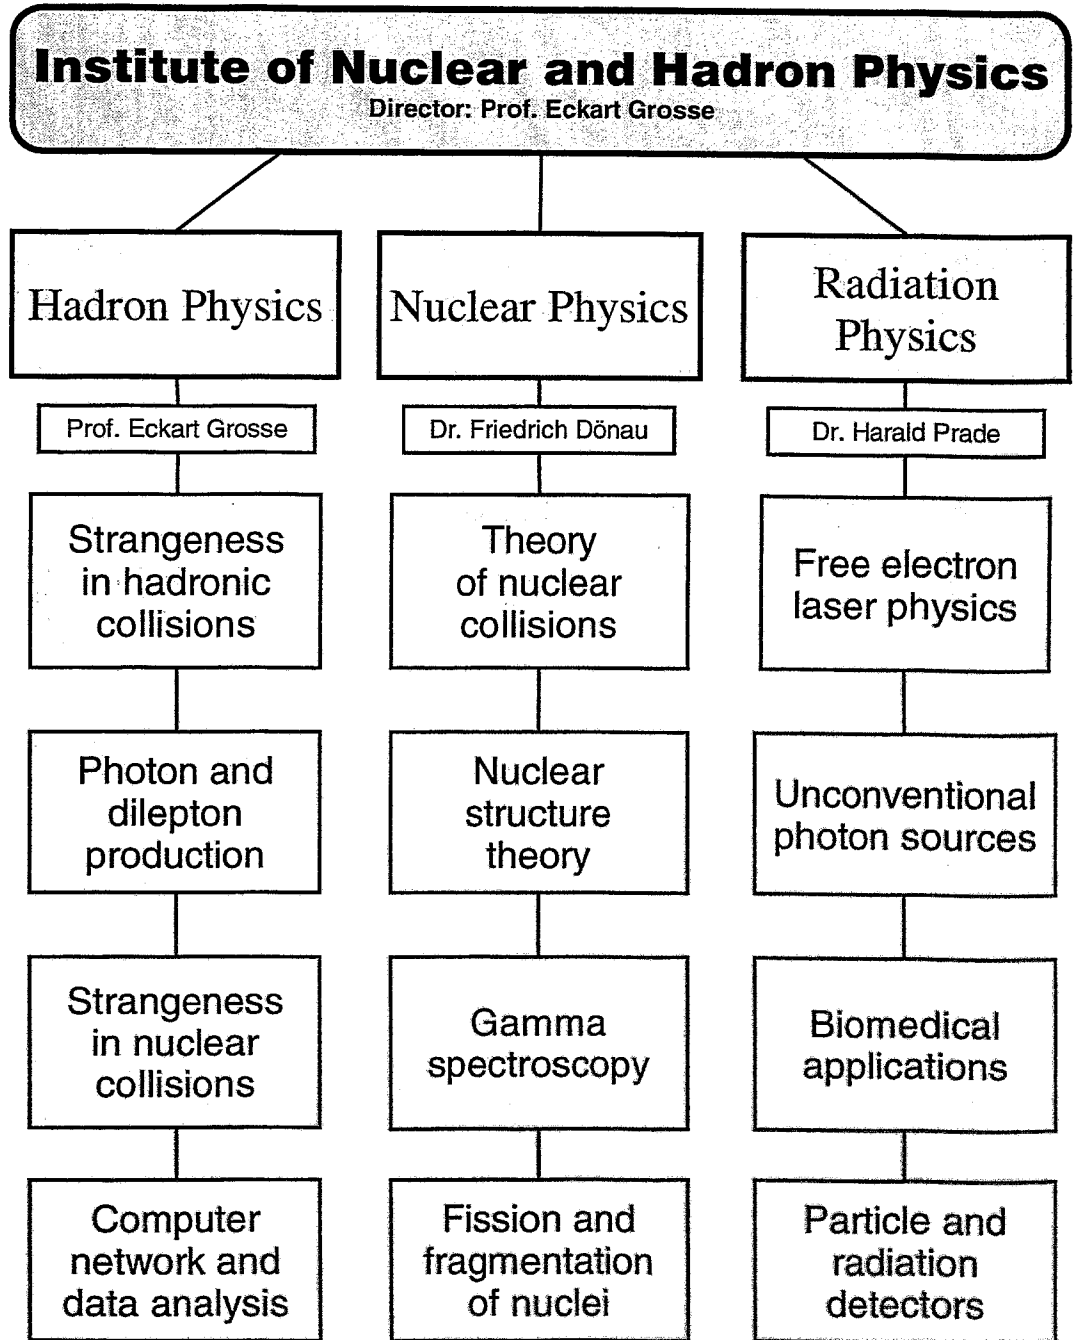 Institute of Nuclear and Hadron Physics
Director: Prof. Eckart Grosse
Hadron Physics
Prof. Eckart Grosse
Strangeness
in hadronic
collisions
Photon and
dilepton
production
Strangeness
in nuclear
collisions
Computer
network and
data analysis
Nuclear Physics
Dr. Friedrich Dönau
Theory
of nuclear
collisions
Nuclear
structure
theory
Gamma
spectroscopy
Fission and
fragmentation
of nuclei
Radiation
Physics
Dr. Harald Prade
Free electron
laser physics
Unconventional
photon sources
Biomedical
applications
Particle and
radiation
detectors